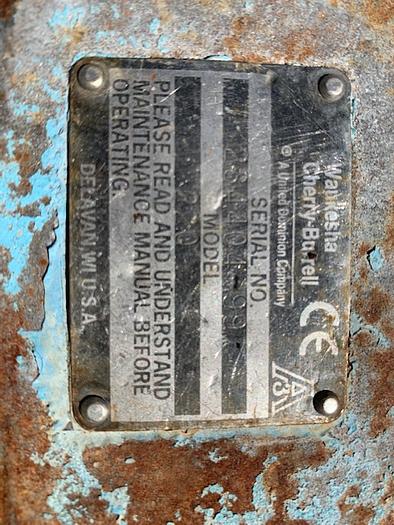 Waukesha
Cherry-Burrell
A United Dominion Company
CE
3A
SERIAL NO.
MODEL
PLEASE READ AND UNDERSTAND
MAINTENANCE MANUAL BEFORE
OPERATING.
DELAVAN WI U.S.A.